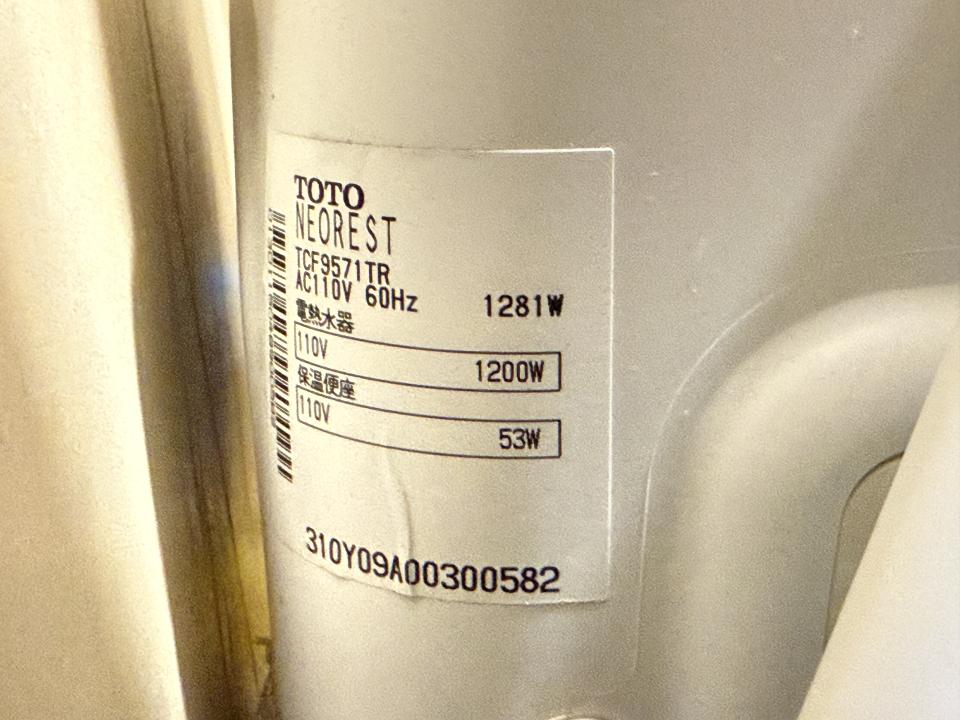 TOTO
NEOREST
TCF9571TR
AC110V 60Hz 1281W
電熱水器
110V 1200W
保温便座
110V 53W
310Y09A00300582